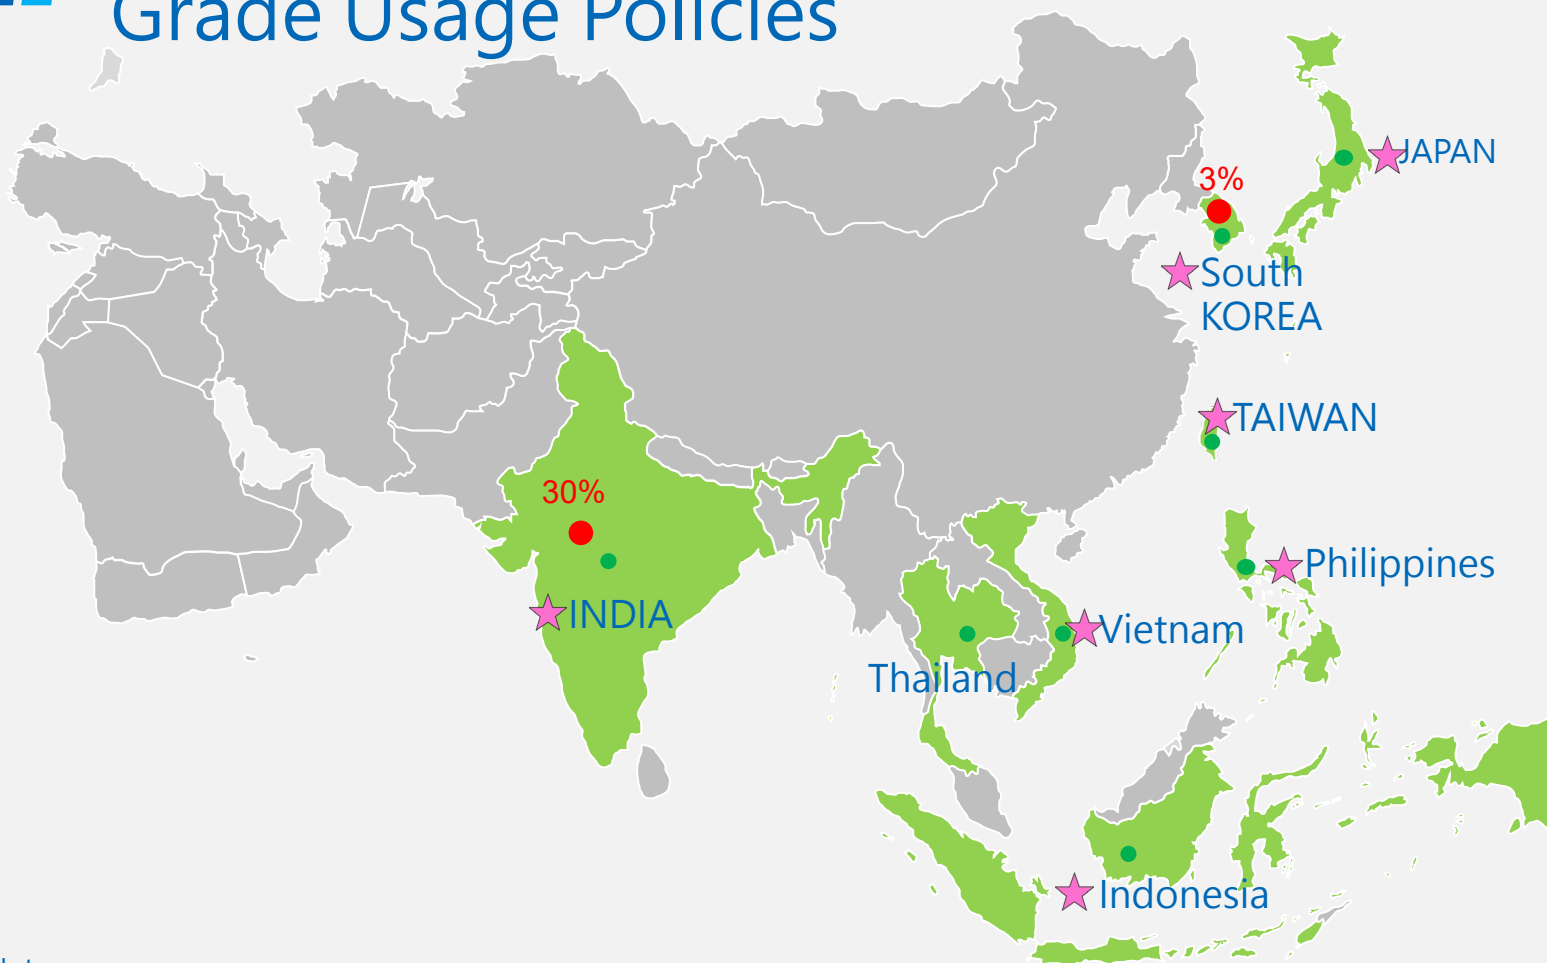 Grade Usage Policies
JAPAN
3%
South
KOREA
TAIWAN
30%
Philippines
INDIA
Vietnam
Thailand
Indonesia